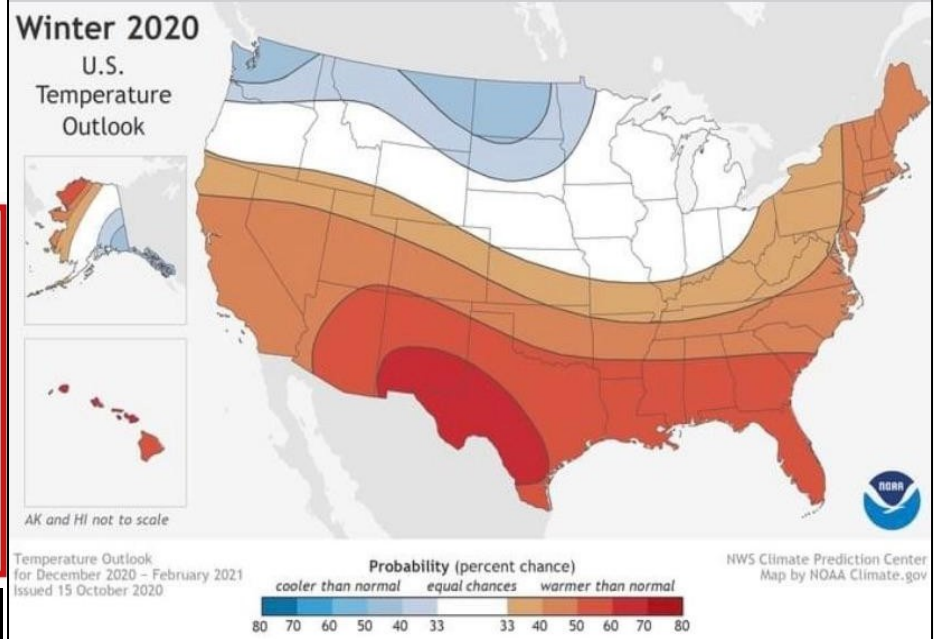 Winter 2020
U.S.
Temperature
Outlook
AK and HI not to scale
NOAA
Temperature Outlook
for December 2020 – February 2021
Issued 15 October 2020
Probability (percent chance)
cooler than normal equal chances warmer than normal
80 70 60 50 40 33 33 40 50 60 70 80
NWS Climate Prediction Center
Map by NOAA Climate.gov